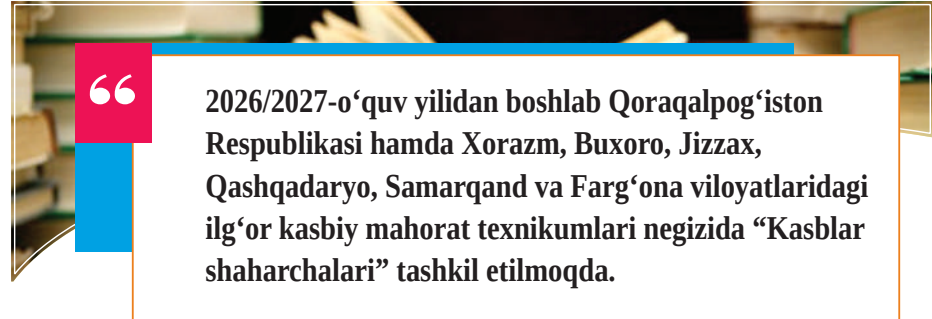 “
2026/2027-o‘quv yilidan boshlab Qoraqalpog‘iston
Respublikasi hamda Xorazm, Buxoro, Jizzax,
Qashqadaryo, Samarqand va Farg‘ona viloyatlaridagi
ilg‘or kasbiy mahorat texnikumlari negizida “Kasblar
shaharchalari” tashkil etilmoqda.